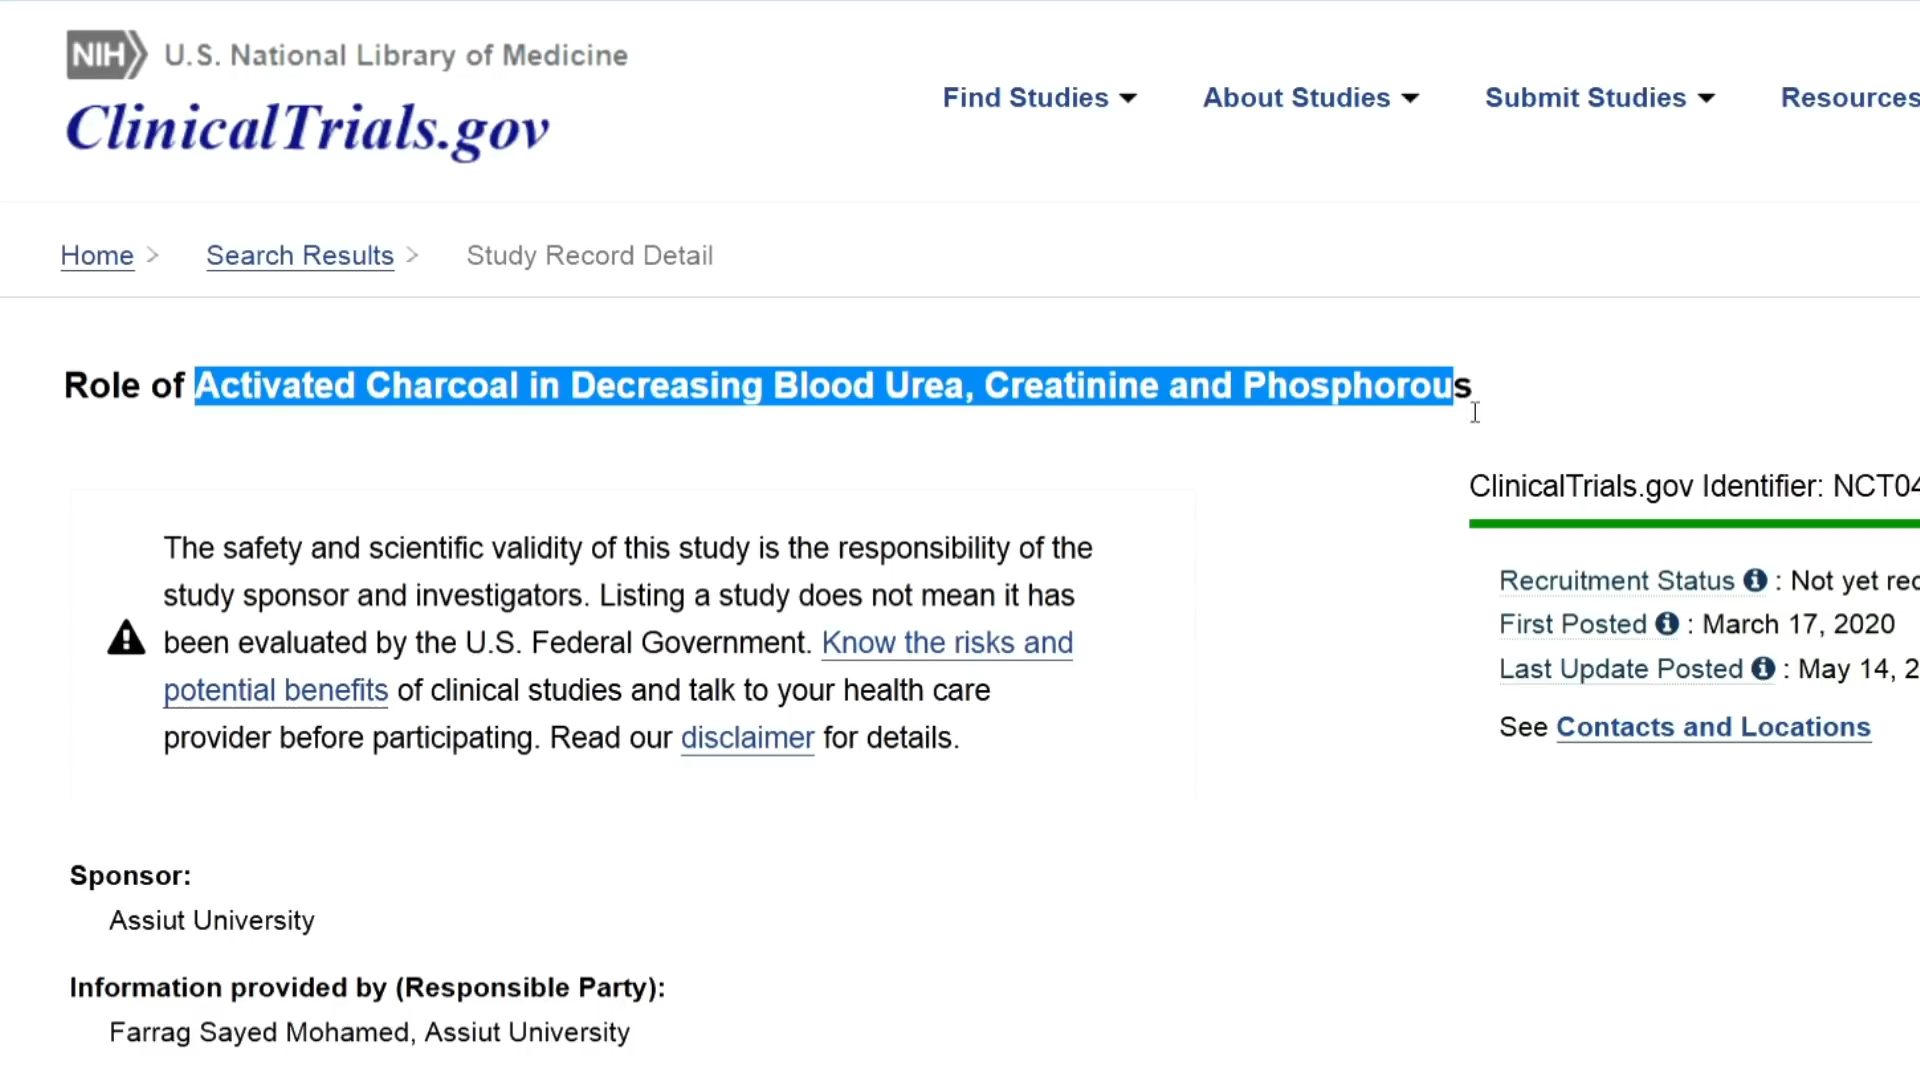 NIH U.S. National Library of Medicine
ClinicalTrials.gov
Find Studies About Studies Submit Studies Resources
Home > Search Results > Study Record Detail
Role of Activated Charcoal in Decreasing Blood Urea, Creatinine and Phosphorous
The safety and scientific validity of this study is the responsibility of the
study sponsor and investigators. Listing a study does not mean it has
been evaluated by the U.S. Federal Government. Know the risks and
potential benefits of clinical studies and talk to your health care
provider before participating. Read our disclaimer for details.
ClinicalTrials.gov Identifier: NCT04
Recruitment Status : Not yet rec
First Posted : March 17, 2020
Last Update Posted : May 14, 2
See Contacts and Locations
Sponsor:
Assiut University
Information provided by (Responsible Party):
Farrag Sayed Mohamed, Assiut University